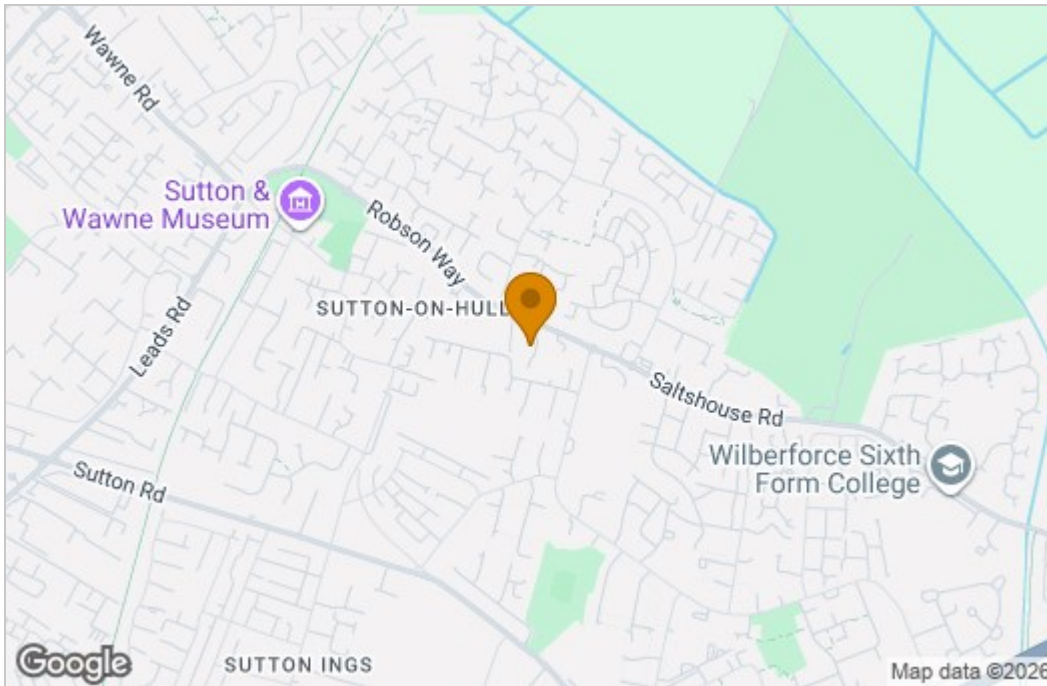 Wawne Rd
Sutton &
Wawne Museum
Robson Way
SUTTON-ON-HULL
Leads Rd
Saltshouse Rd
Wilberforce Sixth
Form College
Sutton Rd
SUTTON INGS
Google
Map data ©2026